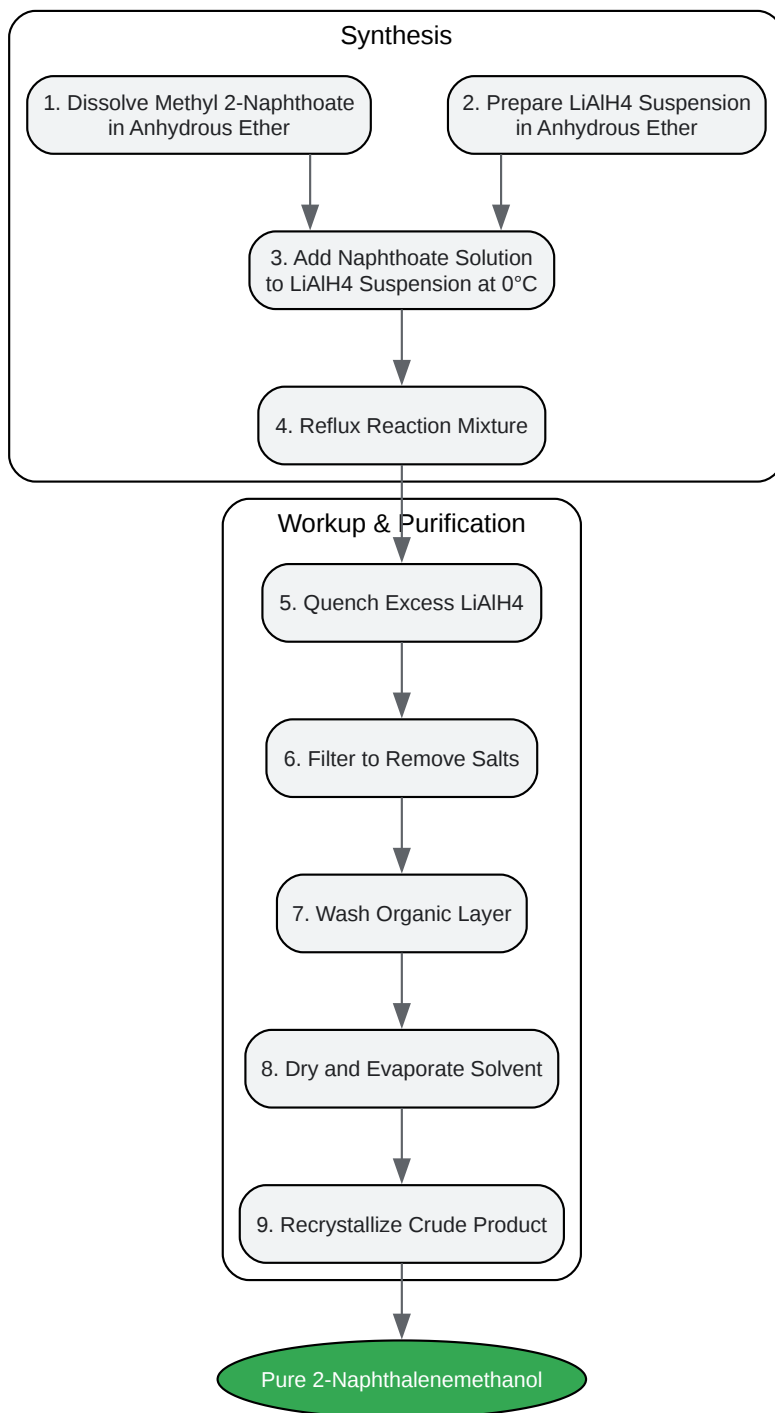 Synthesis
1. Dissolve Methyl 2-Naphthoate
in Anhydrous Ether
2. Prepare LiAlH4 Suspension
in Anhydrous Ether
3. Add Naphthoate Solution
to LiAlH4 Suspension at 0°C
4. Reflux Reaction Mixture
Workup & Purification
5. Quench Excess LiAlH4
6. Filter to Remove Salts
7. Wash Organic Layer
8. Dry and Evaporate Solvent
9. Recrystallize Crude Product
Pure 2-Naphthalenemethanol